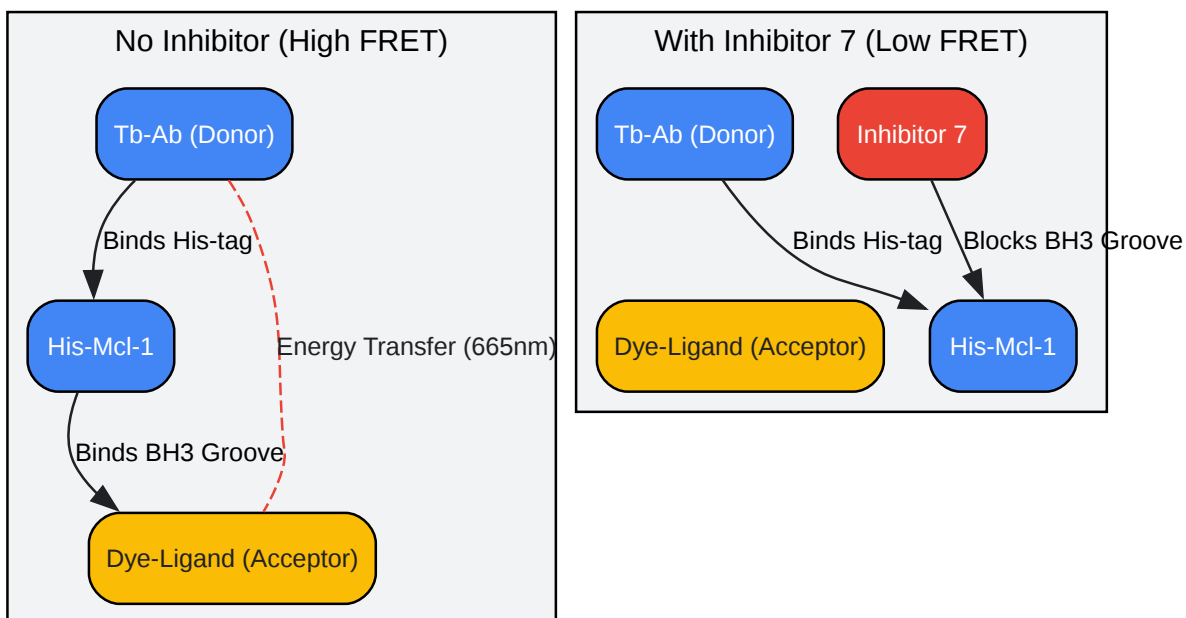 No Inhibitor (High FRET)
Tb-Ab (Donor)
Binds His-tag
His-Mcl-1
Energy Transfer (665nm)
Binds BH3 Groove
Dye-Ligand (Acceptor)
With Inhibitor 7 (Low FRET)
Tb-Ab (Donor)
Inhibitor 7
Binds His-tag
Blocks BH3 Groove
Dye-Ligand (Acceptor)
His-Mcl-1